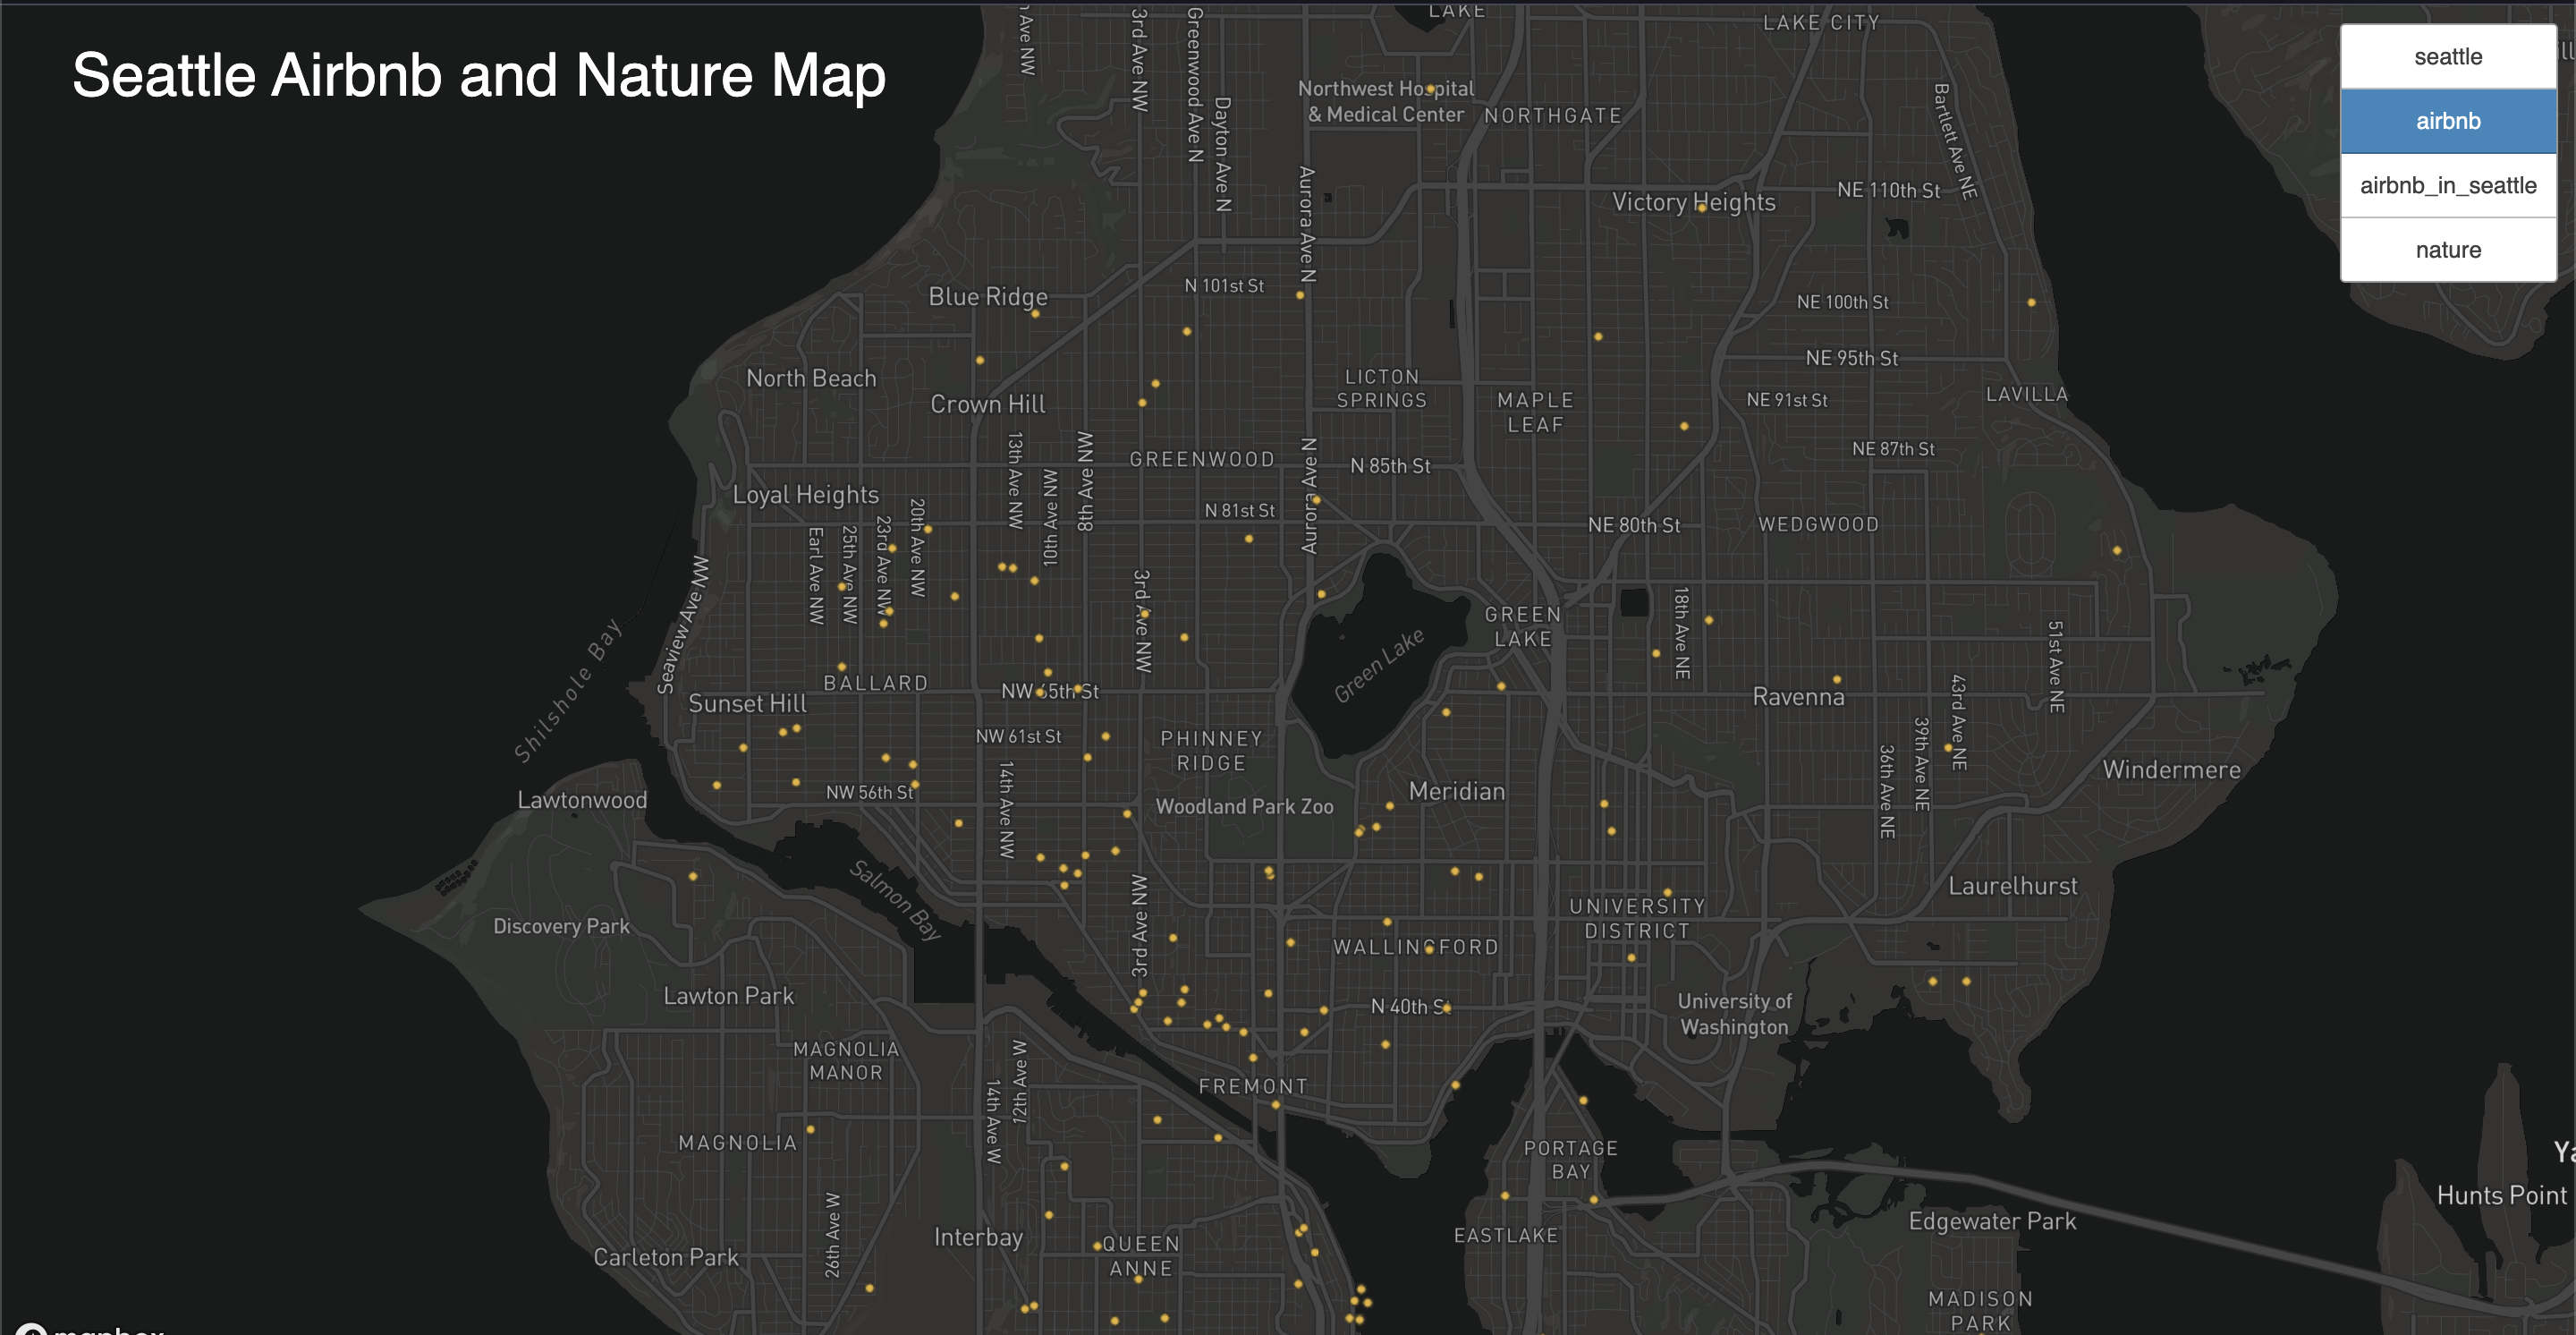 Seattle Airbnb and Nature Map
seattle
airbnb
airbnb_in_seattle
nature
LAKE
LAKE CITY
3rd Ave NW
Greenwood Ave N
Dayton Ave N
Aurora Ave N
Northwest Hospital
& Medical Center
NORTHGATE
Bartlett Ave NE
Victory Heights
NE 110th St
Blue Ridge
N 101st St
NE 100th St
North Beach
Crown Hill
LICTON
SPRINGS
MAPLE
LEAF
NE 95th St
NE 91st St
LAVILLA
GREENWOOD
N 85th St
NE 87th St
Loyal Heights
13th Ave NW
10th Ave NW
8th Ave NW
Aurora Ave N
N 81st St
NE 80th St
WEDGWOOD
Earl Ave NW
25th Ave NW
23rd Ave NW
20th Ave NW
3rd Ave NW
Seaview Ave NW
Shilshole Bay
GREEN
LAKE
Green Lake
18th Ave NE
51st Ave NE
BALLARD
NW 65th St
Sunset Hill
Ravenna
43rd Ave NE
39th Ave NE
36th Ave NE
NW 61st St
PHINNEY
RIDGE
Windermere
Lawtonwood
NW 56th St
14th Ave NW
Woodland Park Zoo
Meridian
Salmon Bay
Laurelhurst
Discovery Park
3rd Ave NW
UNIVERSITY
DISTRICT
WALLINGFORD
Lawton Park
N 40th St
University of
Washington
MAGNOLIA
MANOR
12th Ave W
14th Ave W
FREMONT
MAGNOLIA
PORTAGE
BAY
Hunts Point
26th Ave W
Interbay
QUEEN
ANNE
EASTLAKE
Edgewater Park
Carleton Park
MADISON
PARK